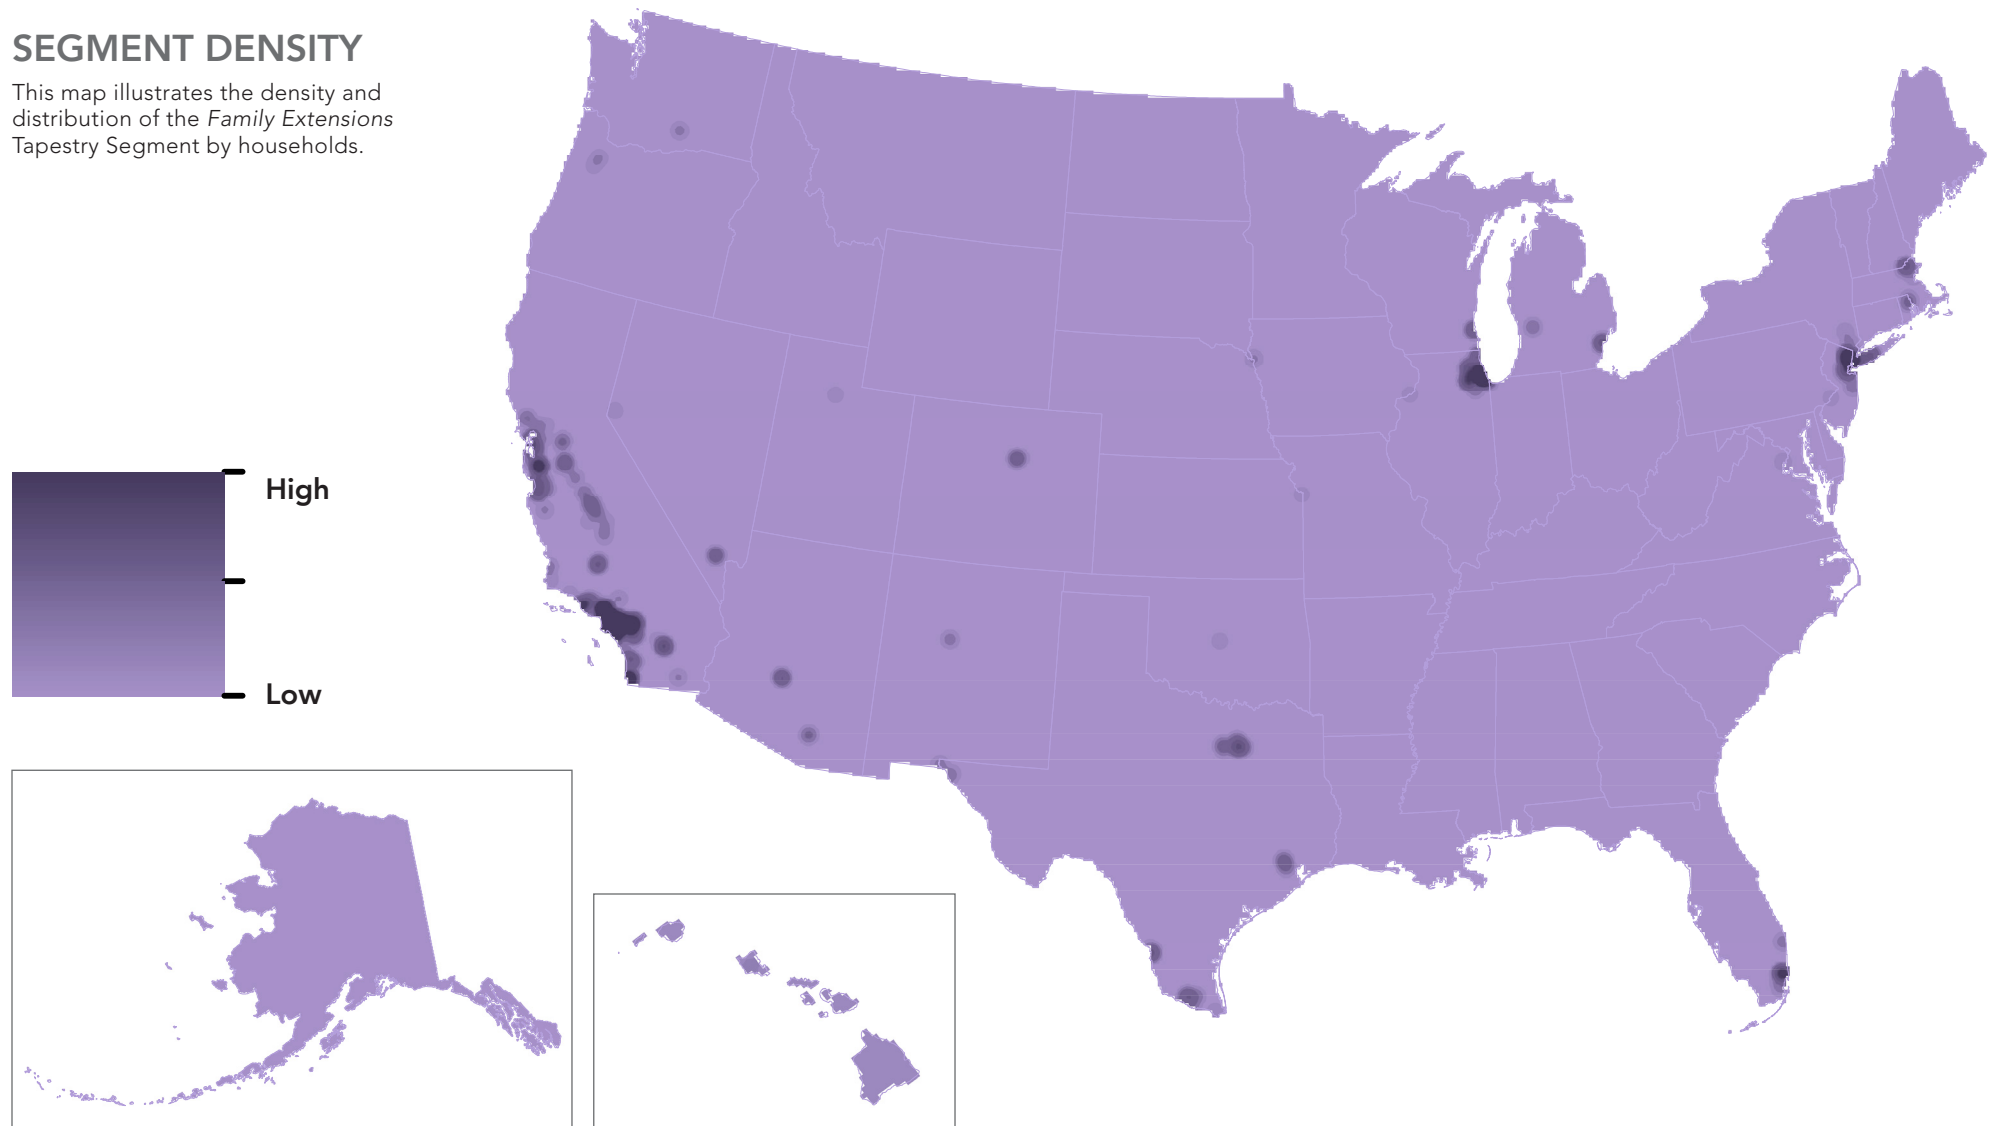 SEGMENT DENSITY
This map illustrates the density and
distribution of the Family Extensions
Tapestry Segment by households.
High
Low